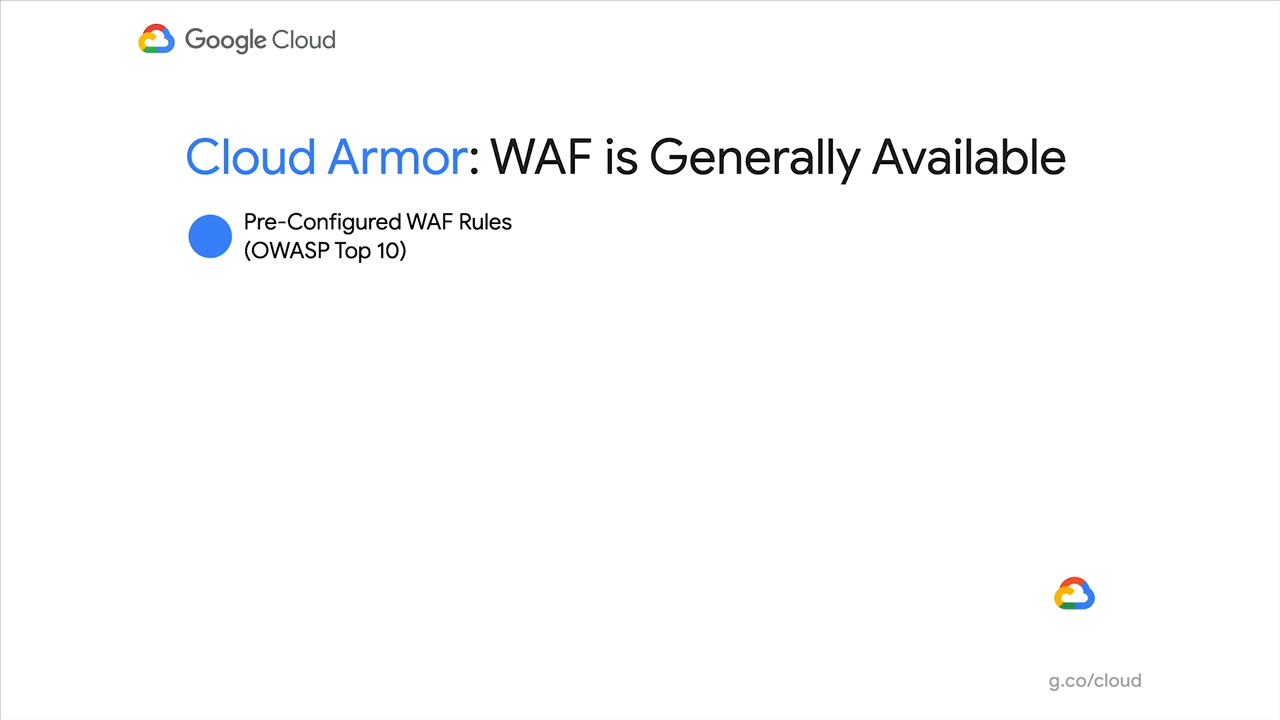 Google Cloud
Cloud Armor: WAF is Generally Available
Pre-Configured WAF Rules
(OWASP Top 10)
g.co/cloud